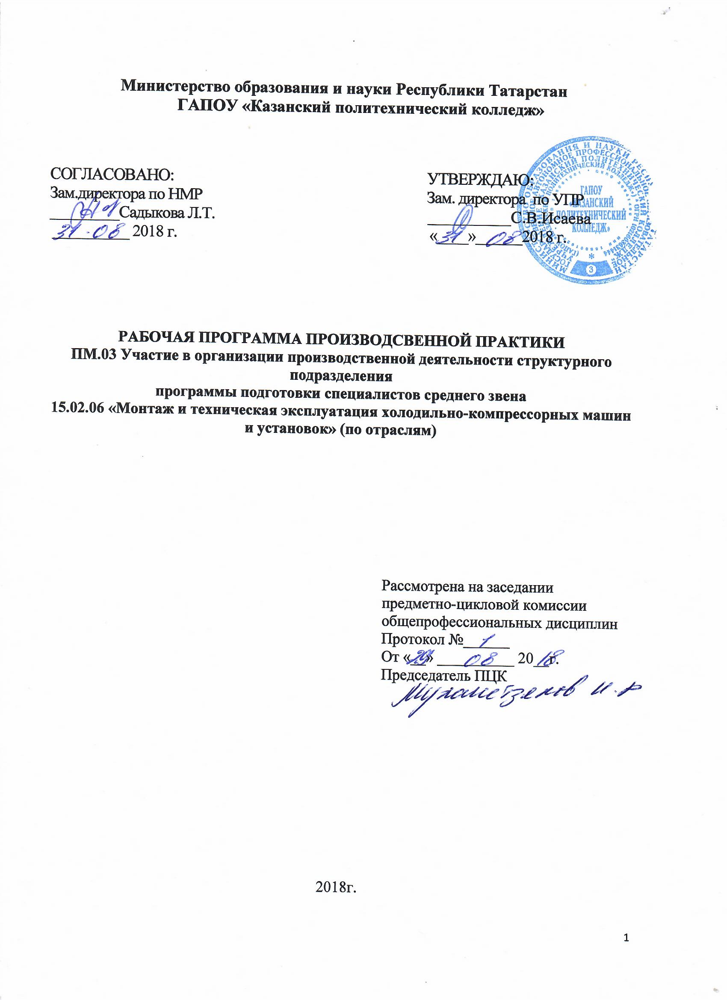 Министерство образования и науки Республики Татарстан
ГАПОУ «Казанский политехнический колледж»
СОГЛАСОВАНО:
Зам.директора по НМР
Садыкова Л.Т.
31.08 2018 г.
УТВЕРЖДАЮ:
Зам. директора по УПР
С.В.Исаева
«31» 08 2018 г.
ГАПОУ
«КАЗАНСКИЙ
ПОЛИТЕХНИЧЕСКИЙ
КОЛЛЕДЖ»
3
РАБОЧАЯ ПРОГРАММА ПРОИЗВОДСВЕННОЙ ПРАКТИКИ
ПМ.03 Участие в организации производственной деятельности структурного
подразделения
программы подготовки специалистов среднего звена
15.02.06 «Монтаж и техническая эксплуатация холодильно-компрессорных машин
и установок» (по отраслям)
Рассмотрена на заседании
предметно-цикловой комиссии
общепрофессиональных дисциплин
Протокол № 1
От «29» 08 2018г.
Председатель ПЦК
2018г.
1